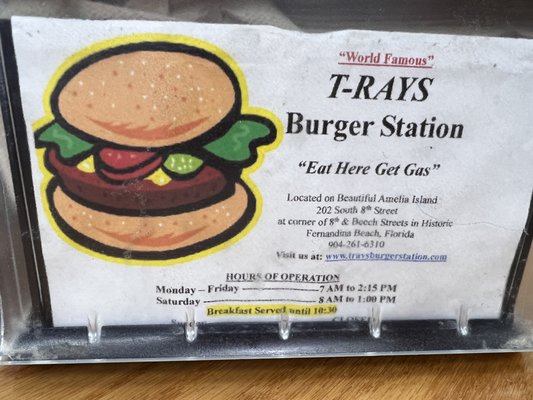 "World Famous"
T-RAYS
Burger Station
"Eat Here Get Gas"
Located on Beautiful Amelia Island
202 South 8th Street
at corner of 8th & Beech Streets in Historic
Fernandina Beach, Florida
904-261-6310
Visit us at: www.traysburgerstation.com
HOURS OF OPERATION
Monday – Friday 7 AM to 2:15 PM
Saturday 8 AM to 1:00 PM
Breakfast Served until 10:30